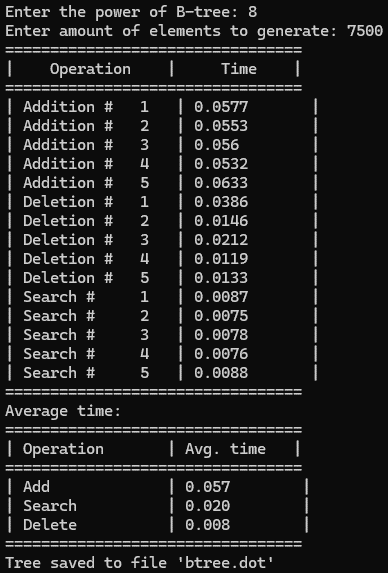 Enter the power of B-tree: 8
Enter amount of elements to generate: 7500
=================================
|    Operation    |     Time    |
=================================
| Addition #   1   | 0.0577       |
| Addition #   2   | 0.0553       |
| Addition #   3   | 0.056        |
| Addition #   4   | 0.0532       |
| Addition #   5   | 0.0633       |
| Deletion #   1   | 0.0386       |
| Deletion #   2   | 0.0146       |
| Deletion #   3   | 0.0212       |
| Deletion #   4   | 0.0119       |
| Deletion #   5   | 0.0133       |
| Search #     1   | 0.0087       |
| Search #     2   | 0.0075       |
| Search #     3   | 0.0078       |
| Search #     4   | 0.0076       |
| Search #     5   | 0.0088       |
=================================
Average time:
=================================
| Operation       | Avg. time   |
=================================
| Add             | 0.057        |
| Search          | 0.020        |
| Delete          | 0.008        |
=================================
Tree saved to file 'btree.dot'